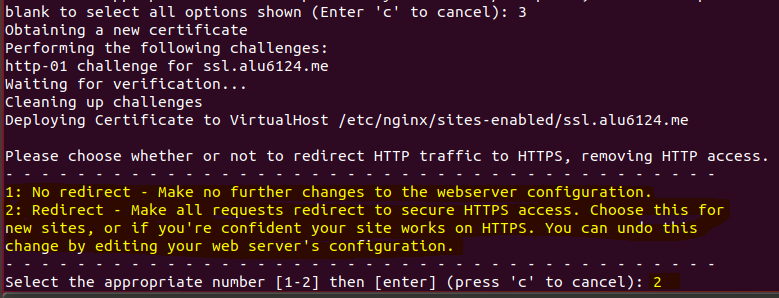 blank to select all options shown (Enter 'c' to cancel): 3
Obtaining a new certificate
Performing the following challenges:
http-01 challenge for ssl.alu6124.me
Waiting for verification...
Cleaning up challenges
Deploying Certificate to VirtualHost /etc/nginx/sites-enabled/ssl.alu6124.me
Please choose whether or not to redirect HTTP traffic to HTTPS, removing HTTP access.
- - - - - - - - - - - - - - - - - - - - - - - - - - - - - - - - - - - - - - - -
1: No redirect - Make no further changes to the webserver configuration.
2: Redirect - Make all requests redirect to secure HTTPS access. Choose this for
new sites, or if you're confident your site works on HTTPS. You can undo this
change by editing your web server's configuration.
- - - - - - - - - - - - - - - - - - - - - - - - - - - - - - - - - - - - - - - -
Select the appropriate number [1-2] then [enter] (press 'c' to cancel): 2